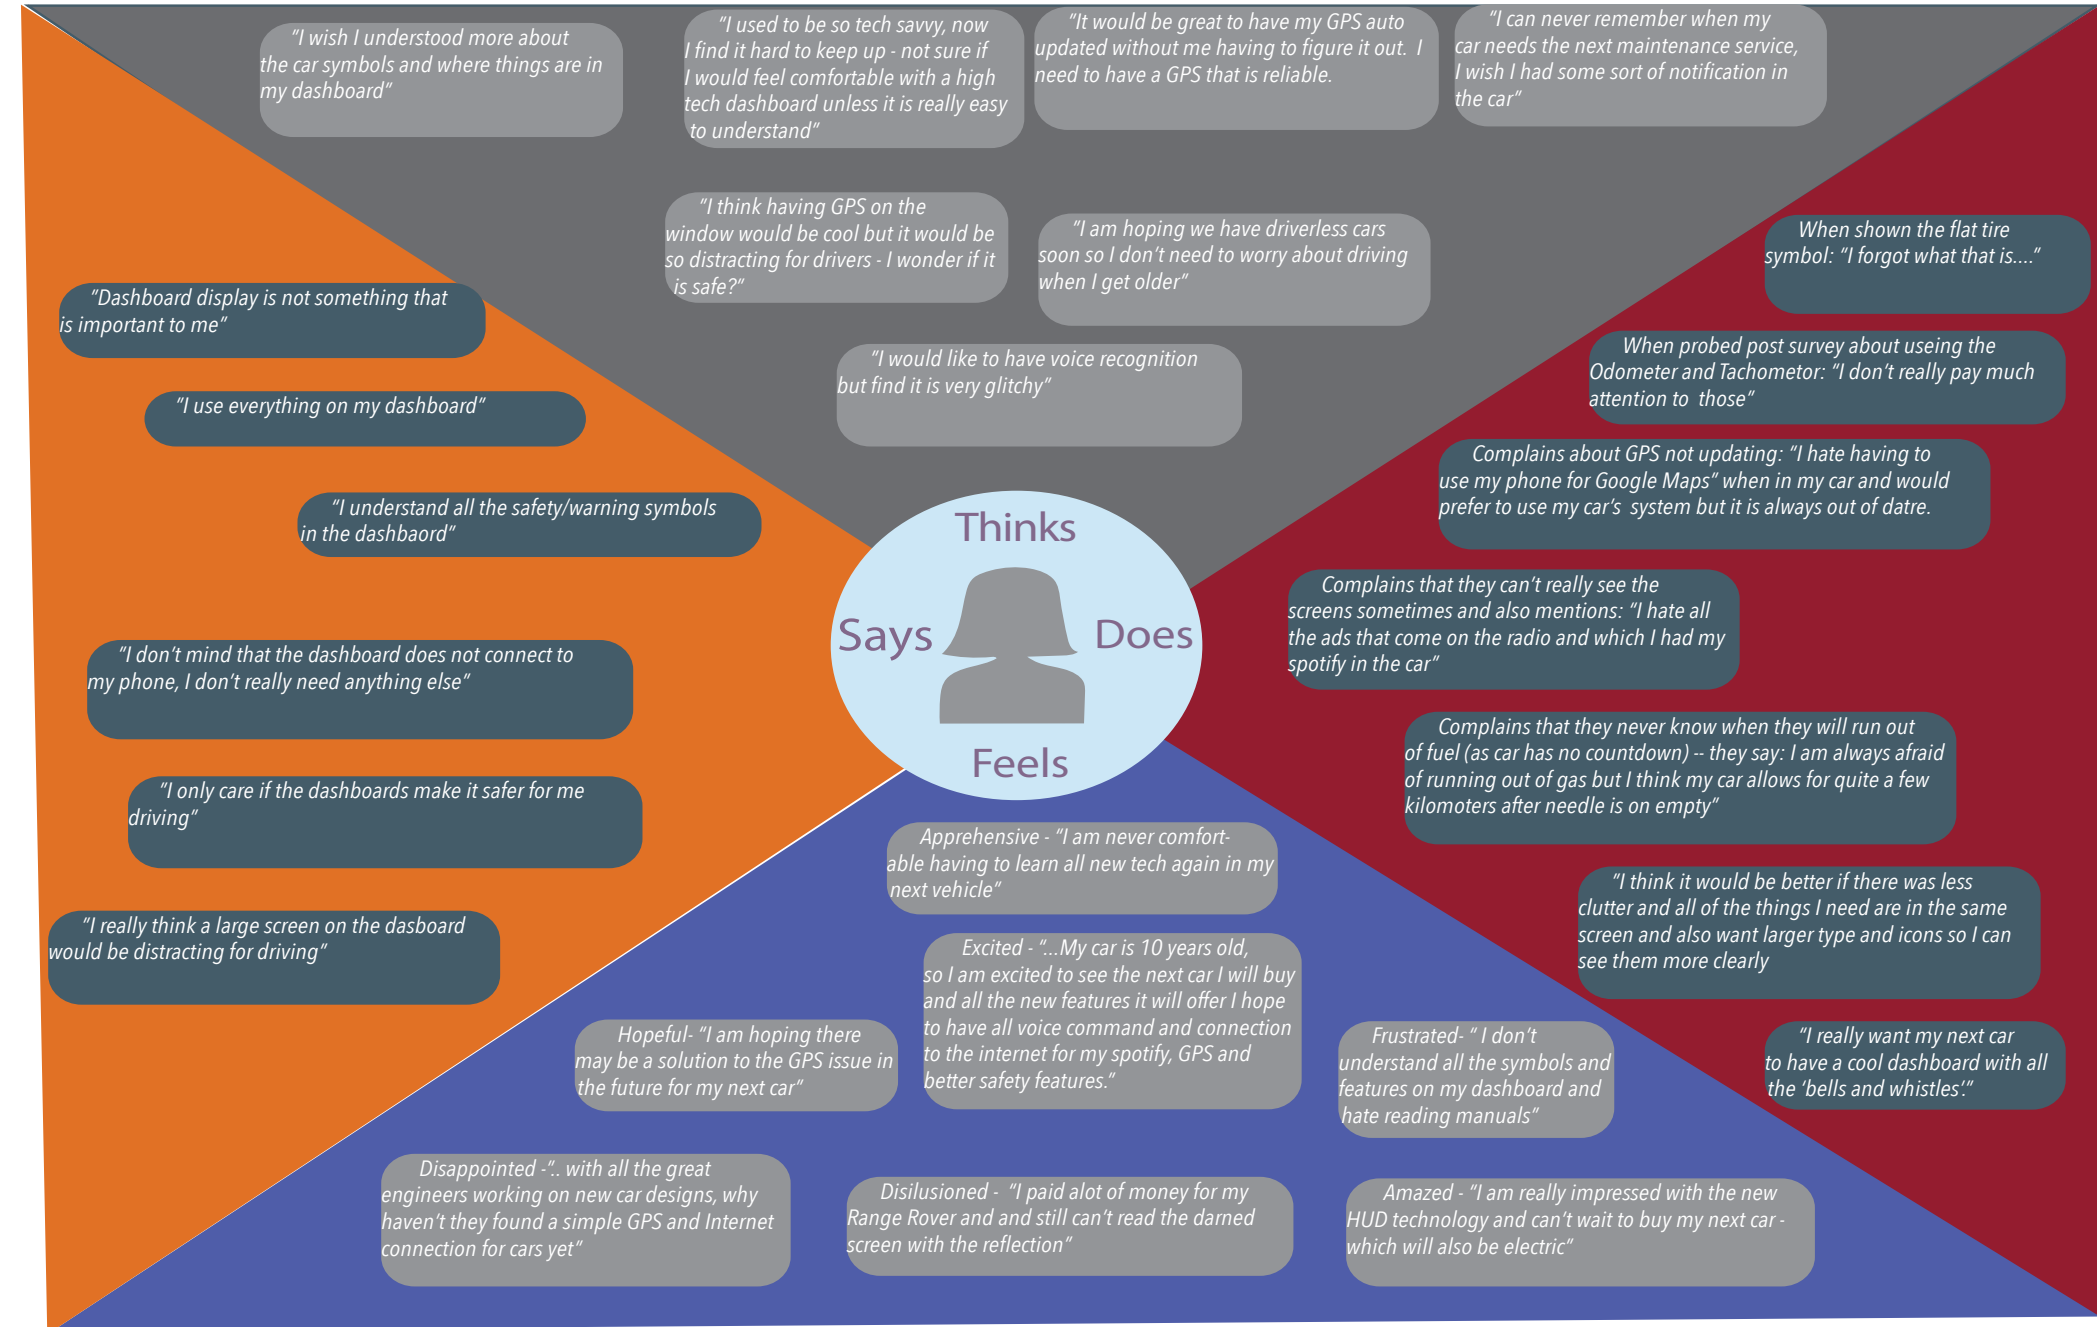 "I wish I understood more about
the car symbols and where things are in
my dashboard"
"I used to be so tech savvy, now
I find it hard to keep up - not sure if
I would feel comfortable with a high
tech dashboard unless it is really easy
to understand"
"It would be great to have my GPS auto
updated without me having to figure it out.  I
need to have a GPS that is reliable.
"I can never remember when my
car needs the next maintenance service,
I wish I had some sort of notification in
the car"
"I think having GPS on the
window would be cool but it would be
so distracting for drivers - I wonder if it
is safe?"
"I am hoping we have driverless cars
soon so I don't need to worry about driving
when I get older"
"I would like to have voice recognition
but find it is very glitchy"
"Dashboard display is not something that
is important to me"
"I use everything on my dashboard"
"I understand all the safety/warning symbols
in the dashbaord"
"I don't mind that the dashboard does not connect to
my phone, I don't really need anything else"
"I only care if the dashboards make it safer for me
driving"
"I really think a large screen on the dasboard
would be distracting for driving"
Thinks
Says
Does
Feels
When shown the flat tire
symbol: "I forgot what that is...."
When probed post survey about useing the
Odometer and Tachometor: "I don't really pay much
attention to  those"
Complains about GPS not updating: "I hate having to
use my phone for Google Maps" when in my car and would
prefer to use my car's  system but it is always out of datre.
Complains that they can't really see the
screens sometimes and also mentions: "I hate all
the ads that come on the radio and which I had my
spotify in the car"
Complains that they never know when they will run out
of fuel (as car has no countdown) -- they say: I am always afraid
of running out of gas but I think my car allows for quite a few
kilomoters after needle is on empty"
"I think it would be better if there was less
clutter and all of the things I need are in the same
screen and also want larger type and icons so I can
see them more clearly
"I really want my next car
to have a cool dashboard with all
the 'bells and whistles'."
Apprehensive - "I am never comfort-
able having to learn all new tech again in my
next vehicle"
Excited - "...My car is 10 years old,
so I am excited to see the next car I will buy
and all the new features it will offer I hope
to have all voice command and connection
to the internet for my spotify, GPS and
better safety features."
Hopeful- "I am hoping there
may be a solution to the GPS issue in
the future for my next car"
Frustrated- " I don't
understand all the symbols and
features on my dashboard and
hate reading manuals"
Disappointed -".. with all the great
engineers working on new car designs, why
haven't they found a simple GPS and Internet
connection for cars yet"
Disilusioned -  "I paid alot of money for my
Range Rover and and still can't read the darned
screen with the reflection"
Amazed - "I am really impressed with the new
HUD technology and can't wait to buy my next car -
which will also be electric"